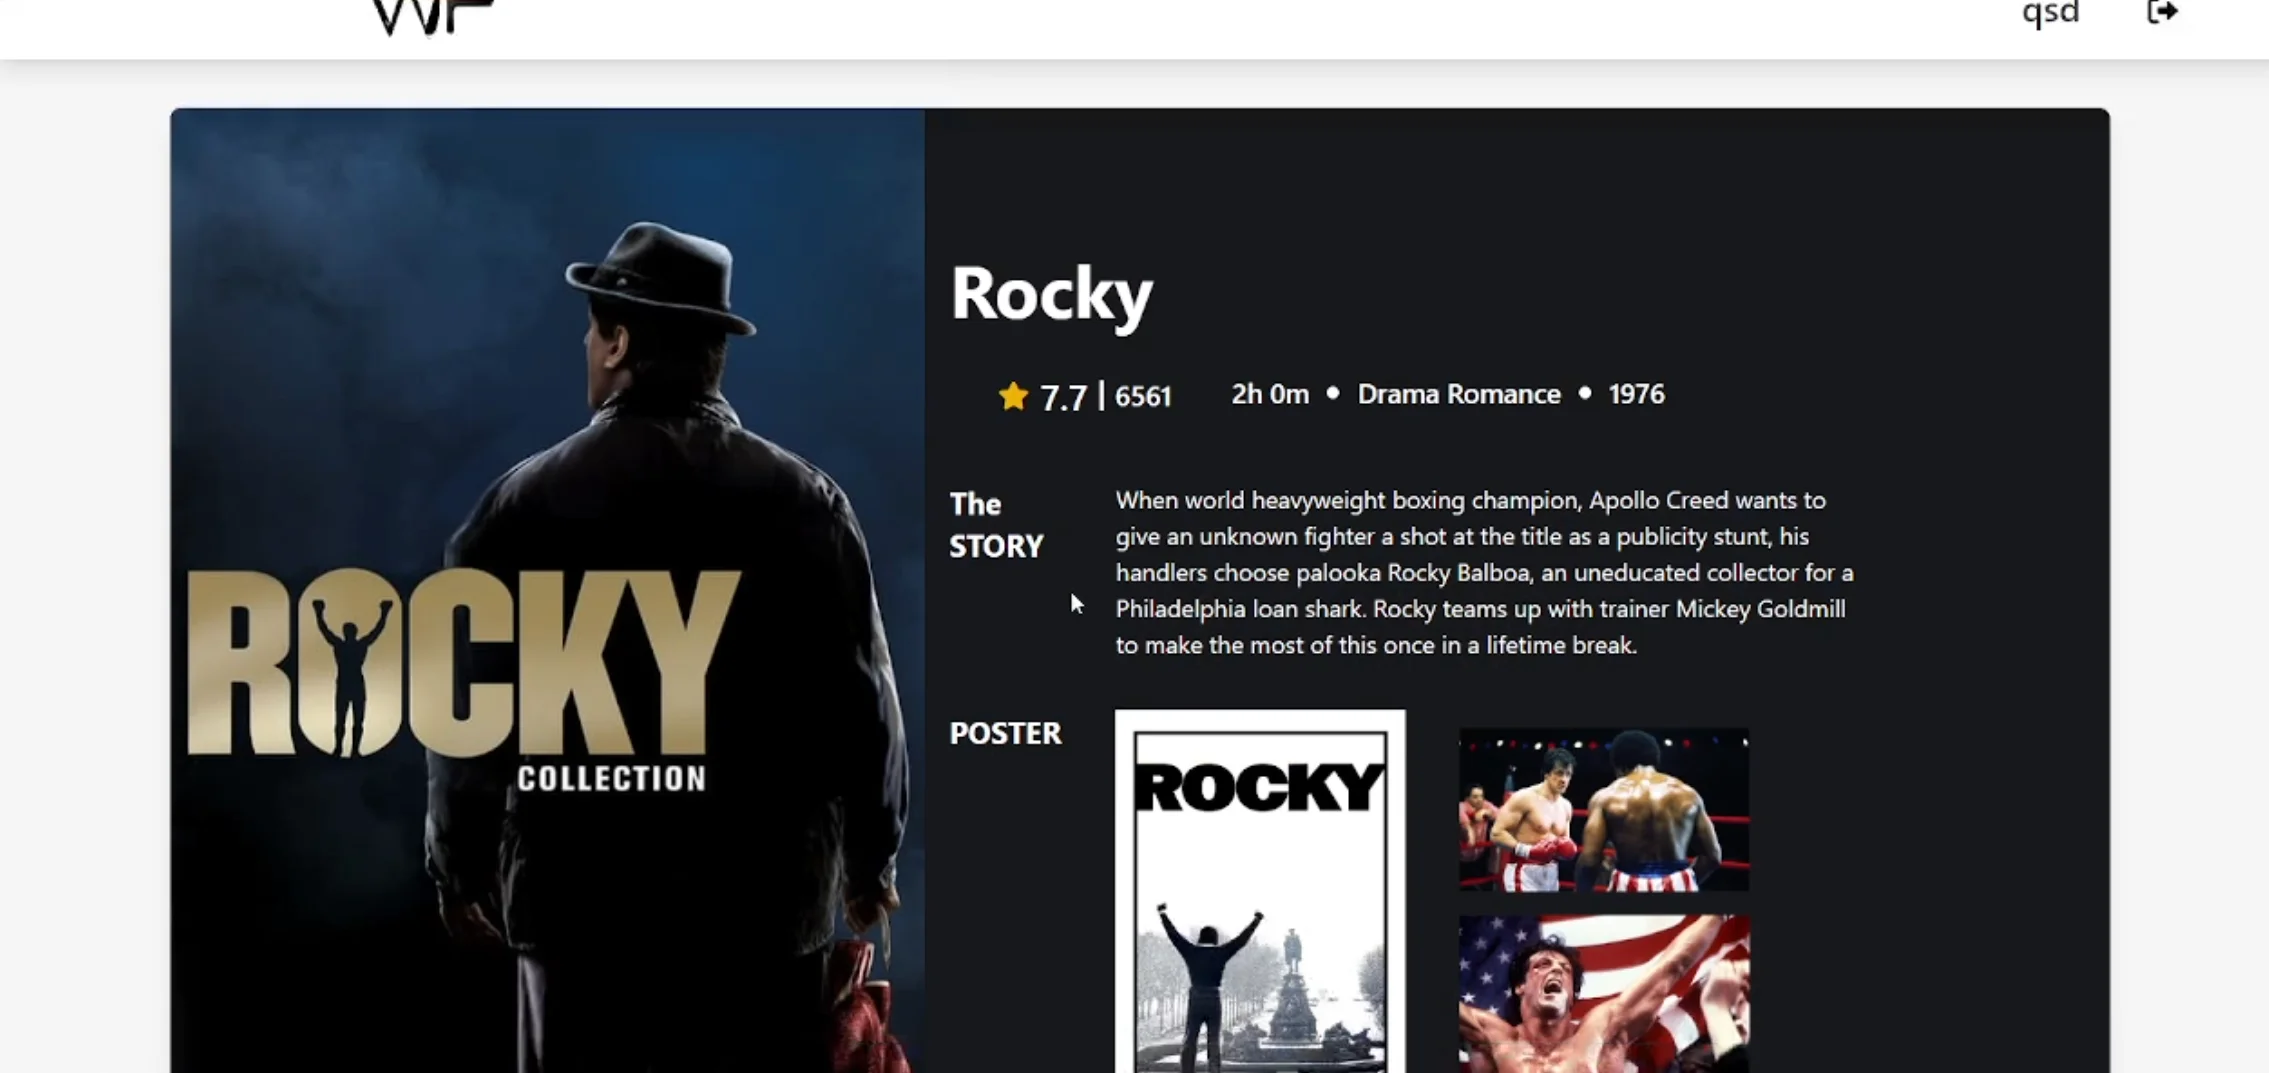 qsd
Rocky
7.7 | 6561 2h 0m • Drama Romance • 1976
The
STORY
When world heavyweight boxing champion, Apollo Creed wants to
give an unknown fighter a shot at the title as a publicity stunt, his
handlers choose palooka Rocky Balboa, an uneducated collector for a
Philadelphia loan shark. Rocky teams up with trainer Mickey Goldmill
to make the most of this once in a lifetime break.
ROCKY
COLLECTION
POSTER
ROCKY